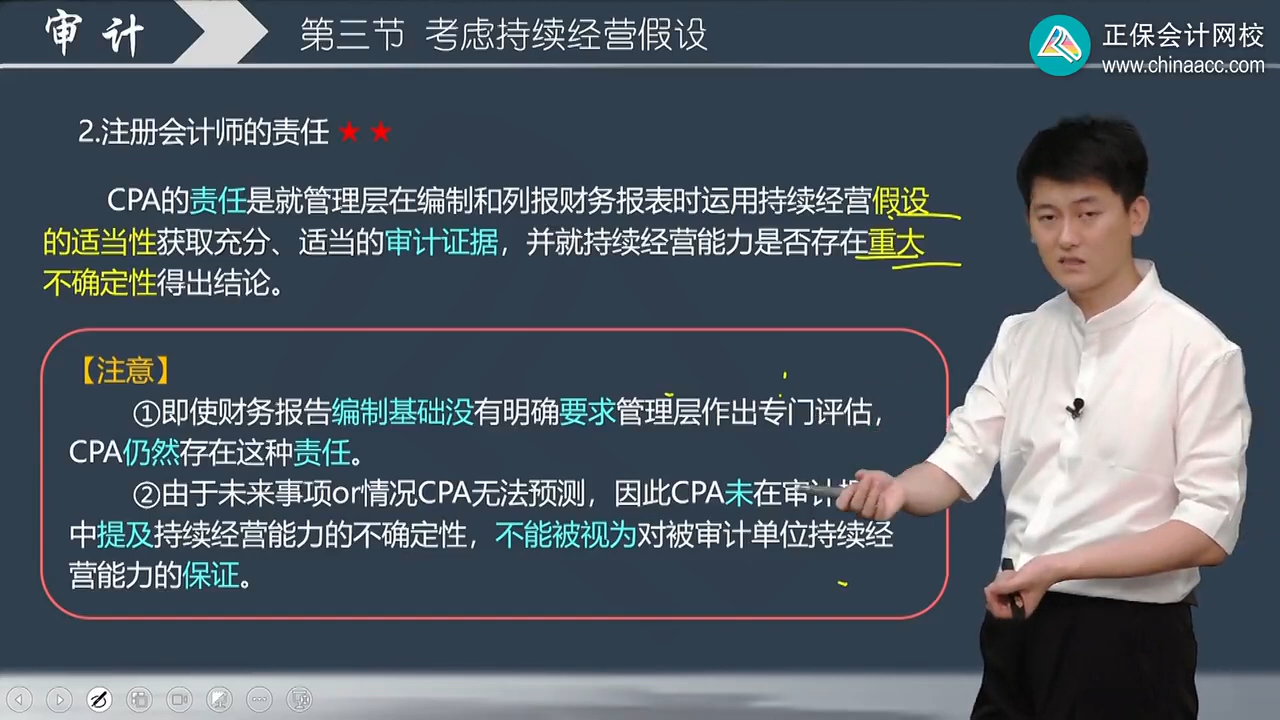 审 计
第三节 考虑持续经营假设
正保会计网校
www.chinaacc.com
2.注册会计师的责任 ★ ★
CPA的责任是就管理层在编制和列报财务报表时运用持续经营假设
的适当性获取充分、适当的审计证据，并就持续经营能力是否存在重大
不确定性得出结论。
【注意】
①即使财务报告编制基础没有明确要求管理层作出专门评估，
CPA仍然存在这种责任。
②由于未来事项or情况CPA无法预测，因此CPA未在审计
中提及持续经营能力的不确定性，不能被视为对被审计单位持续经
营能力的保证。